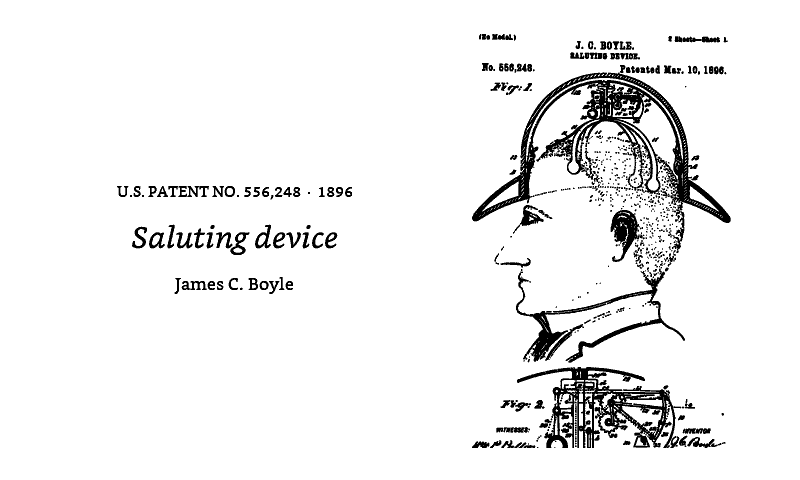 U.S. PATENT NO. 556,248 · 1896
Saluting device
James C. Boyle
(No Model.)
2 Sheets—Sheet 1.
J. C. BOYLE.
SALUTING DEVICE.
No. 556,248.
Patented Mar. 10, 1896.
Fig. 1.
Fig. 2.
WITNESSES:
INVENTOR
J. C. Boyle